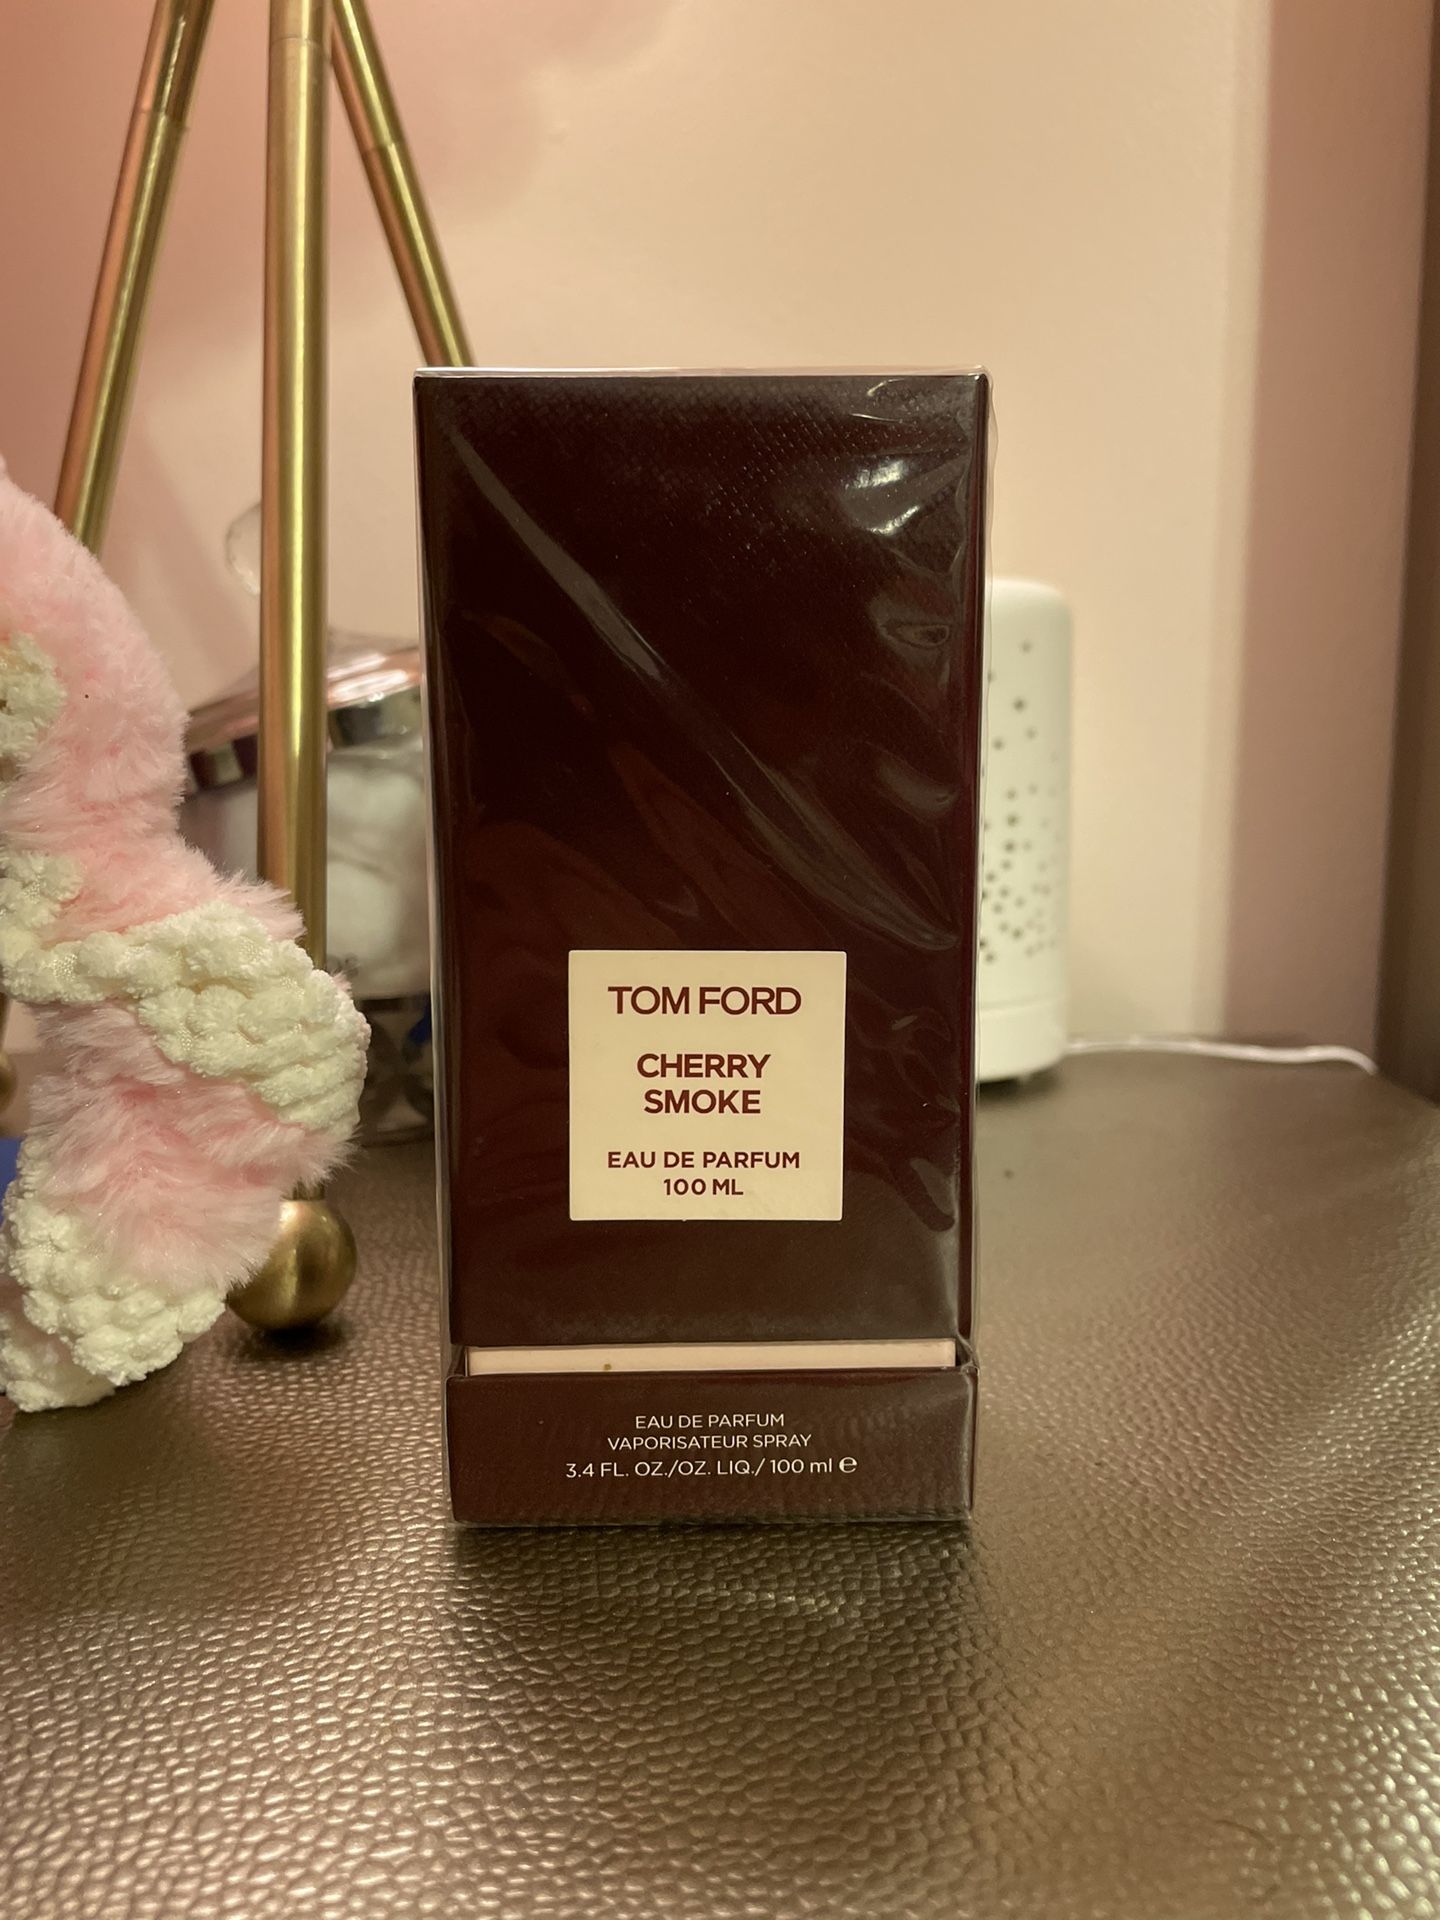 TOM FORD
CHERRY
SMOKE
EAU DE PARFUM
100 ML
EAU DE PARFUM
VAPORISATEUR SPRAY
3.4 FL. OZ./OZ. LIQ./ 100 ml ℮